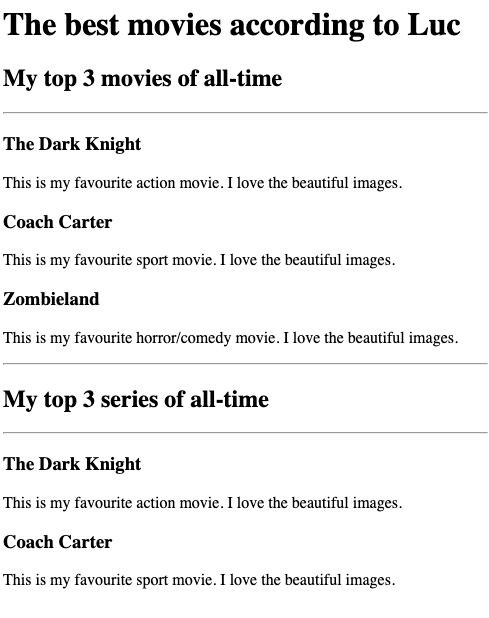 The best movies according to Luc
My top 3 movies of all-time
The Dark Knight
This is my favourite action movie. I love the beautiful images.
Coach Carter
This is my favourite sport movie. I love the beautiful images.
Zombieland
This is my favourite horror/comedy movie. I love the beautiful images.
My top 3 series of all-time
The Dark Knight
This is my favourite action movie. I love the beautiful images.
Coach Carter
This is my favourite sport movie. I love the beautiful images.